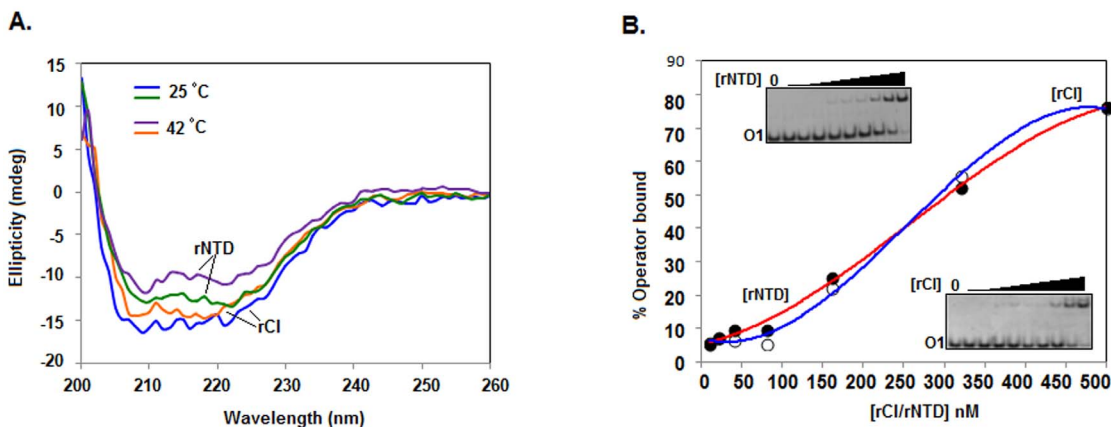 A.
15
10
5
0
-5
-10
-15
-20
Ellipticity (mdeg)
25 °C
42 °C
rNTD
rCI
200 210 220 230 240 250 260
Wavelength (nm)
B.
90
80
70
60
50
40
30
20
10
0
% Operator bound
[rNTD] 0
O1
[rCI]
[rNTD]
[rCI] 0
O1
0 50 100 150 200 250 300 350 400 450 500
[rCI/rNTD] nM